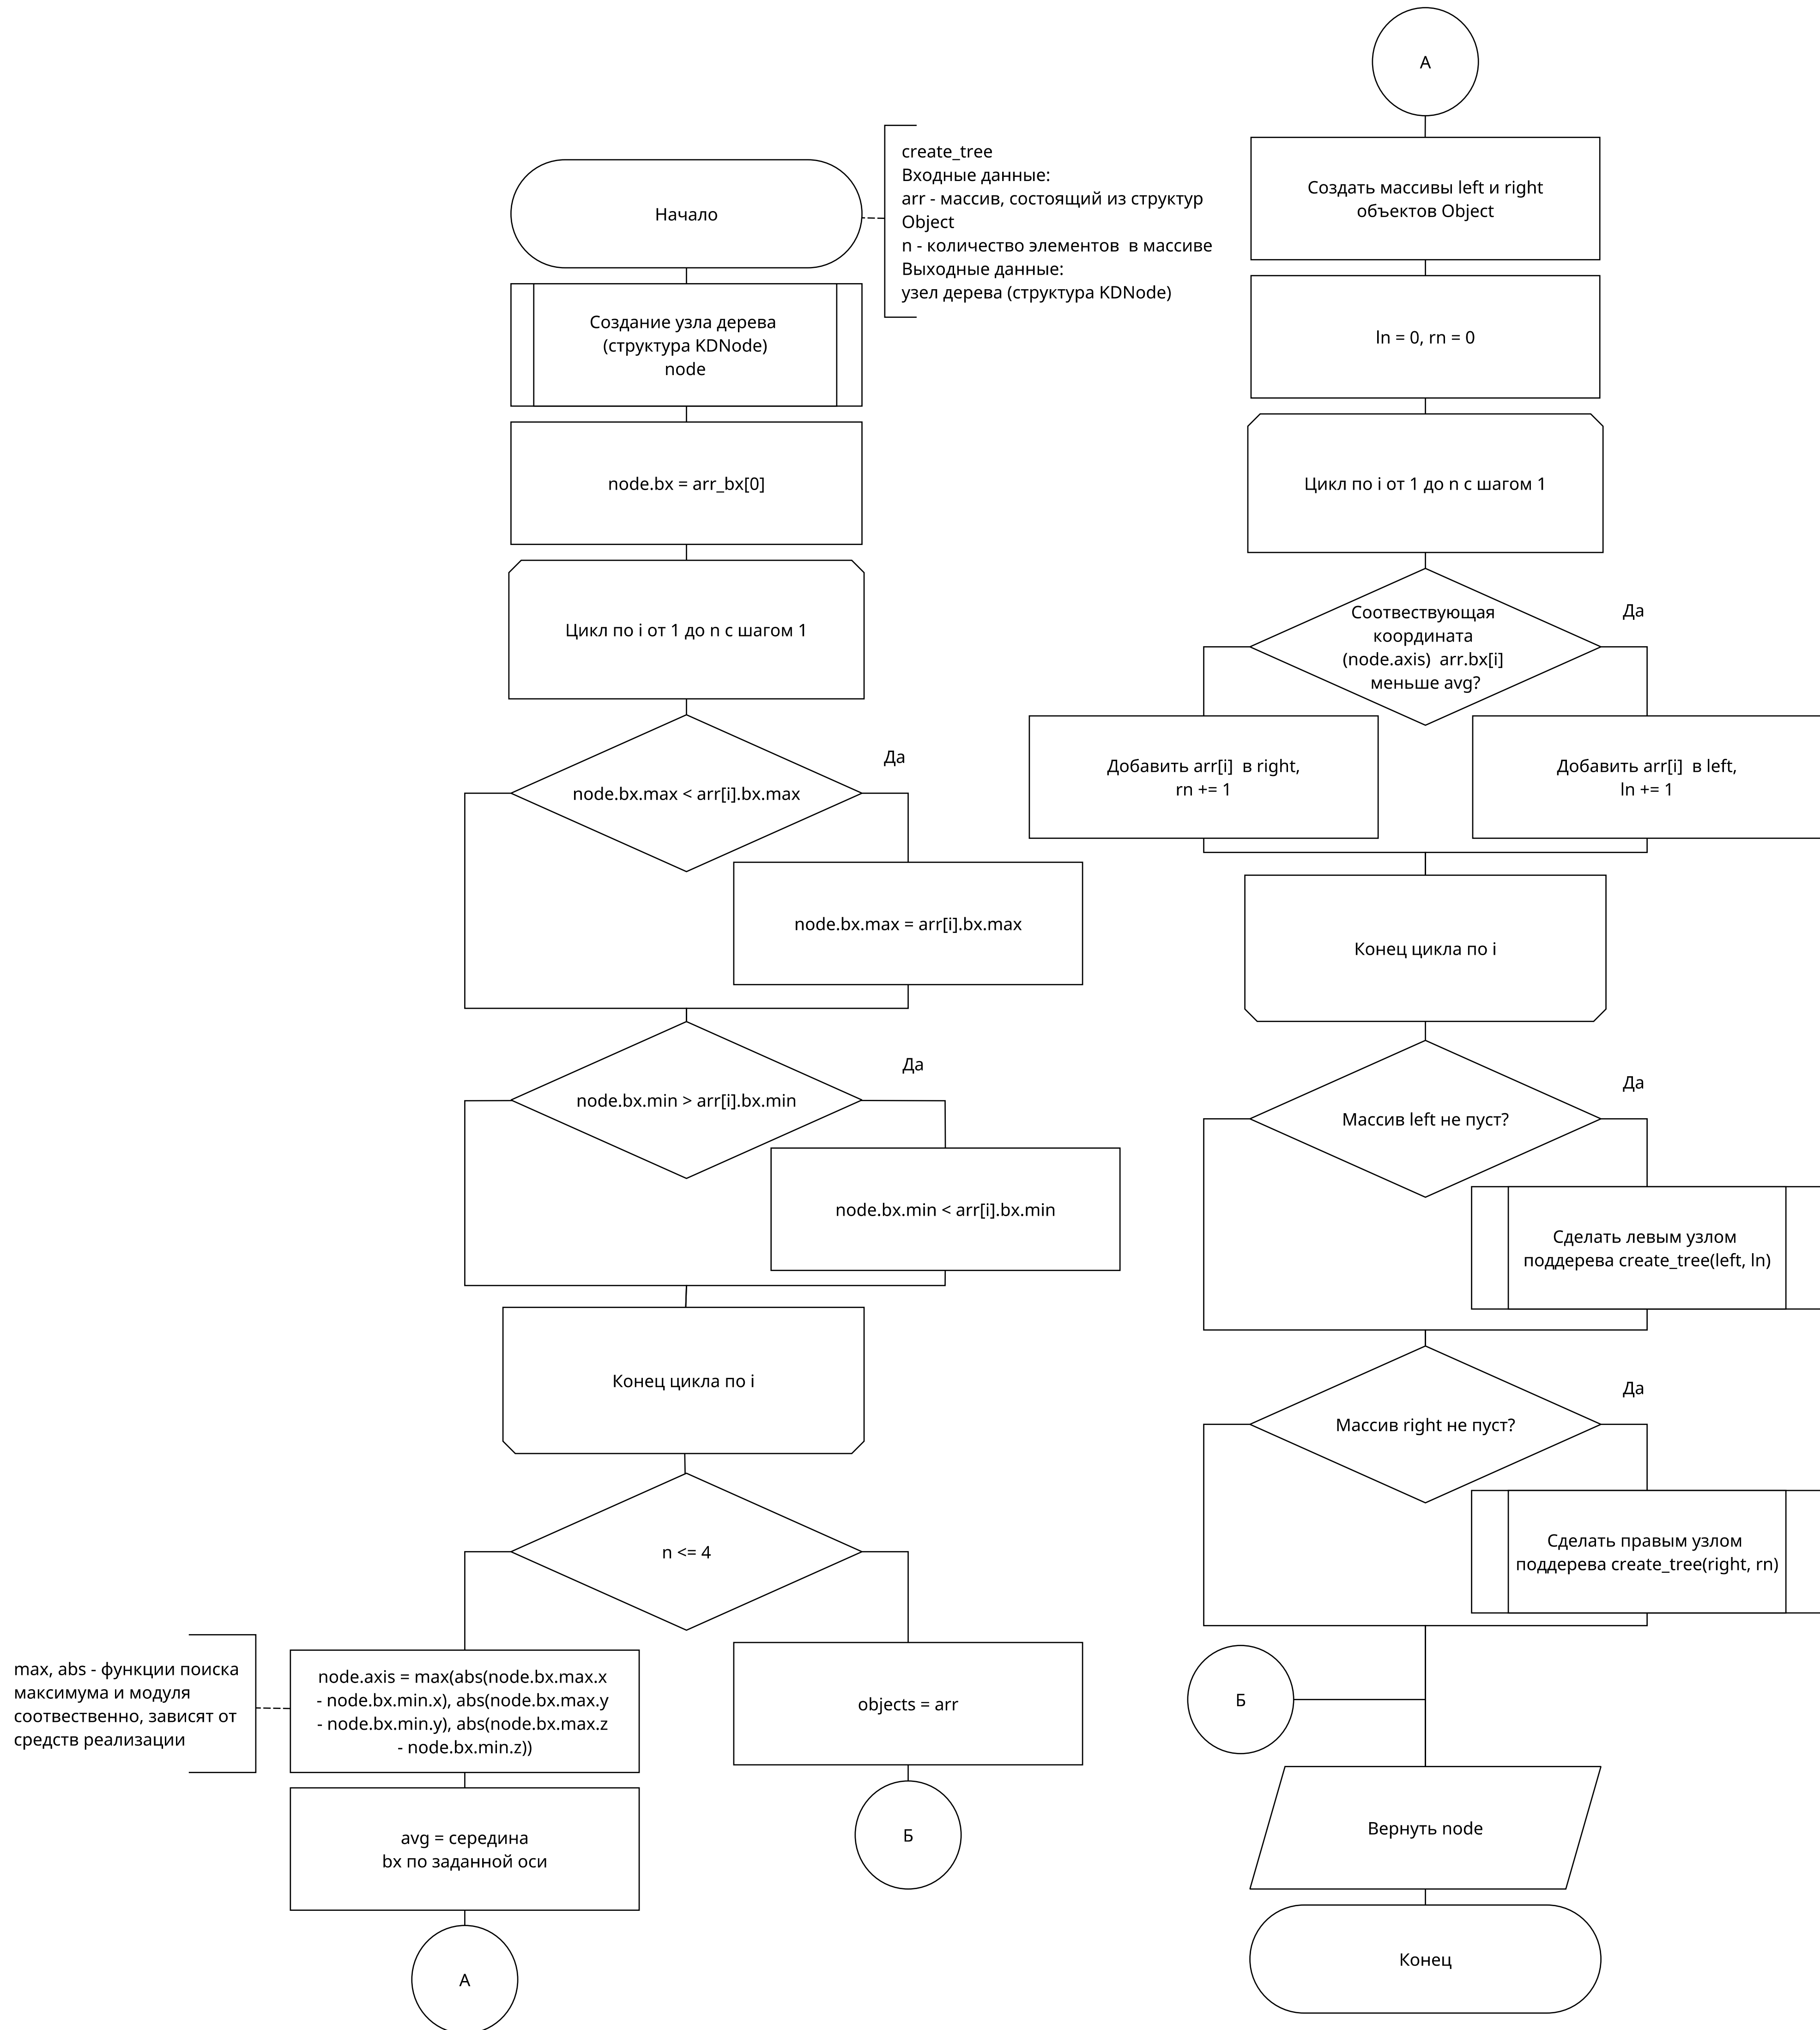 Начало
create_tree
Входные данные:
arr - массив, состоящий из структур
Object
n - количество элементов  в массиве
Выходные данные:
узел дерева (структура KDNode)
Создание узла дерева
(структура KDNode)
node
node.bx = arr_bx[0]
Цикл по i от 1 до n с шагом 1
node.bx.max < arr[i].bx.max
Да
node.bx.max = arr[i].bx.max
node.bx.min > arr[i].bx.min
Да
node.bx.min < arr[i].bx.min
Конец цикла по i
n <= 4
max, abs - функции поиска
максимума и модуля
соотвественно, зависят от
средств реализации
node.axis = max(abs(node.bx.max.x
- node.bx.min.x), abs(node.bx.max.y
- node.bx.min.y), abs(node.bx.max.z
- node.bx.min.z))
objects = arr
avg = середина
bx по заданной оси
Б
А
А
Создать массивы left и right
объектов Object
ln = 0, rn = 0
Цикл по i от 1 до n с шагом 1
Соотвествующая
координата
(node.axis)  arr.bx[i]
меньше avg?
Да
Добавить arr[i]  в right,
rn += 1
Добавить arr[i]  в left,
ln += 1
Конец цикла по i
Массив left не пуст?
Да
Сделать левым узлом
поддерева create_tree(left, ln)
Массив right не пуст?
Да
Сделать правым узлом
поддерева create_tree(right, rn)
Б
Вернуть node
Конец